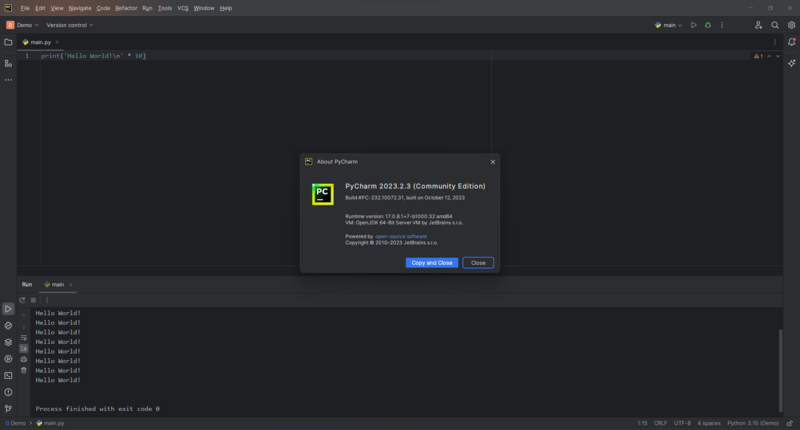 PC
File Edit View Navigate Code Refactor Run Tools VCS Window Help
D Demo Version control main
main.py
1 print('Hello World!\n' * 10)
1
PC About PyCharm
PC
PyCharm 2023.2.3 (Community Edition)
Build #PC-232.10072.31, built on October 12, 2023
Runtime version: 17.0.8.1+7-b1000.32 amd64
VM: OpenJDK 64-Bit Server VM by JetBrains s.r.o.
Powered by open-source software
Copyright © 2010–2023 JetBrains s.r.o.
Copy and Close Close
Run main
Hello World!
Hello World!
Hello World!
Hello World!
Hello World!
Hello World!
Hello World!
Hello World!
Process finished with exit code 0
Demo main.py 1:15 CRLF UTF-8 4 spaces Python 3.10 (Demo)